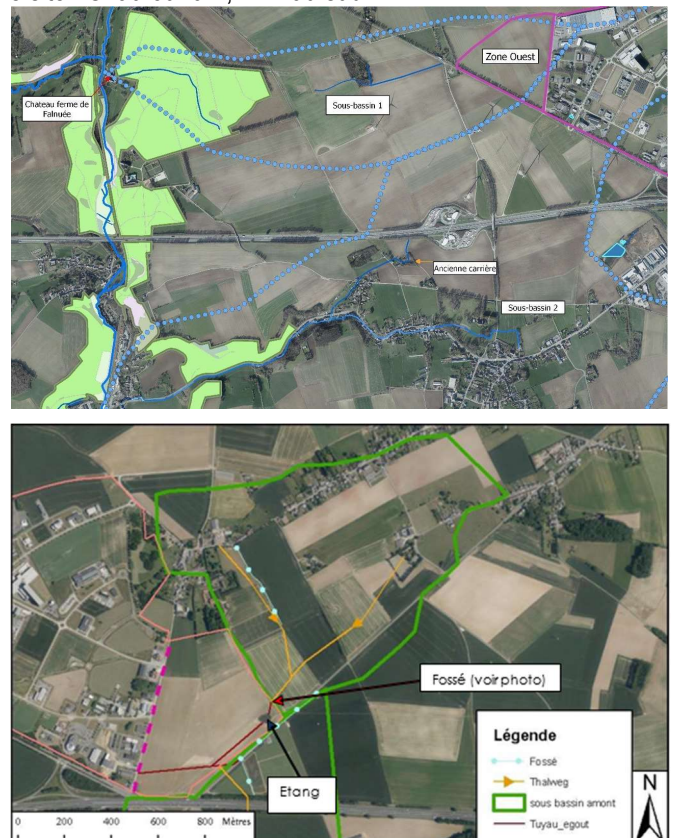 Zone Ouest
Chateau ferme de
Falnuée
Sous-bassin 1
Ancienne carrière
Sous-bassin 2
Fossé (voir photo)
Etang
Légende
Fossé
Thalweg
sous bassin amont
Tuyau_egout
N
0 200 400 600 800 Mètres